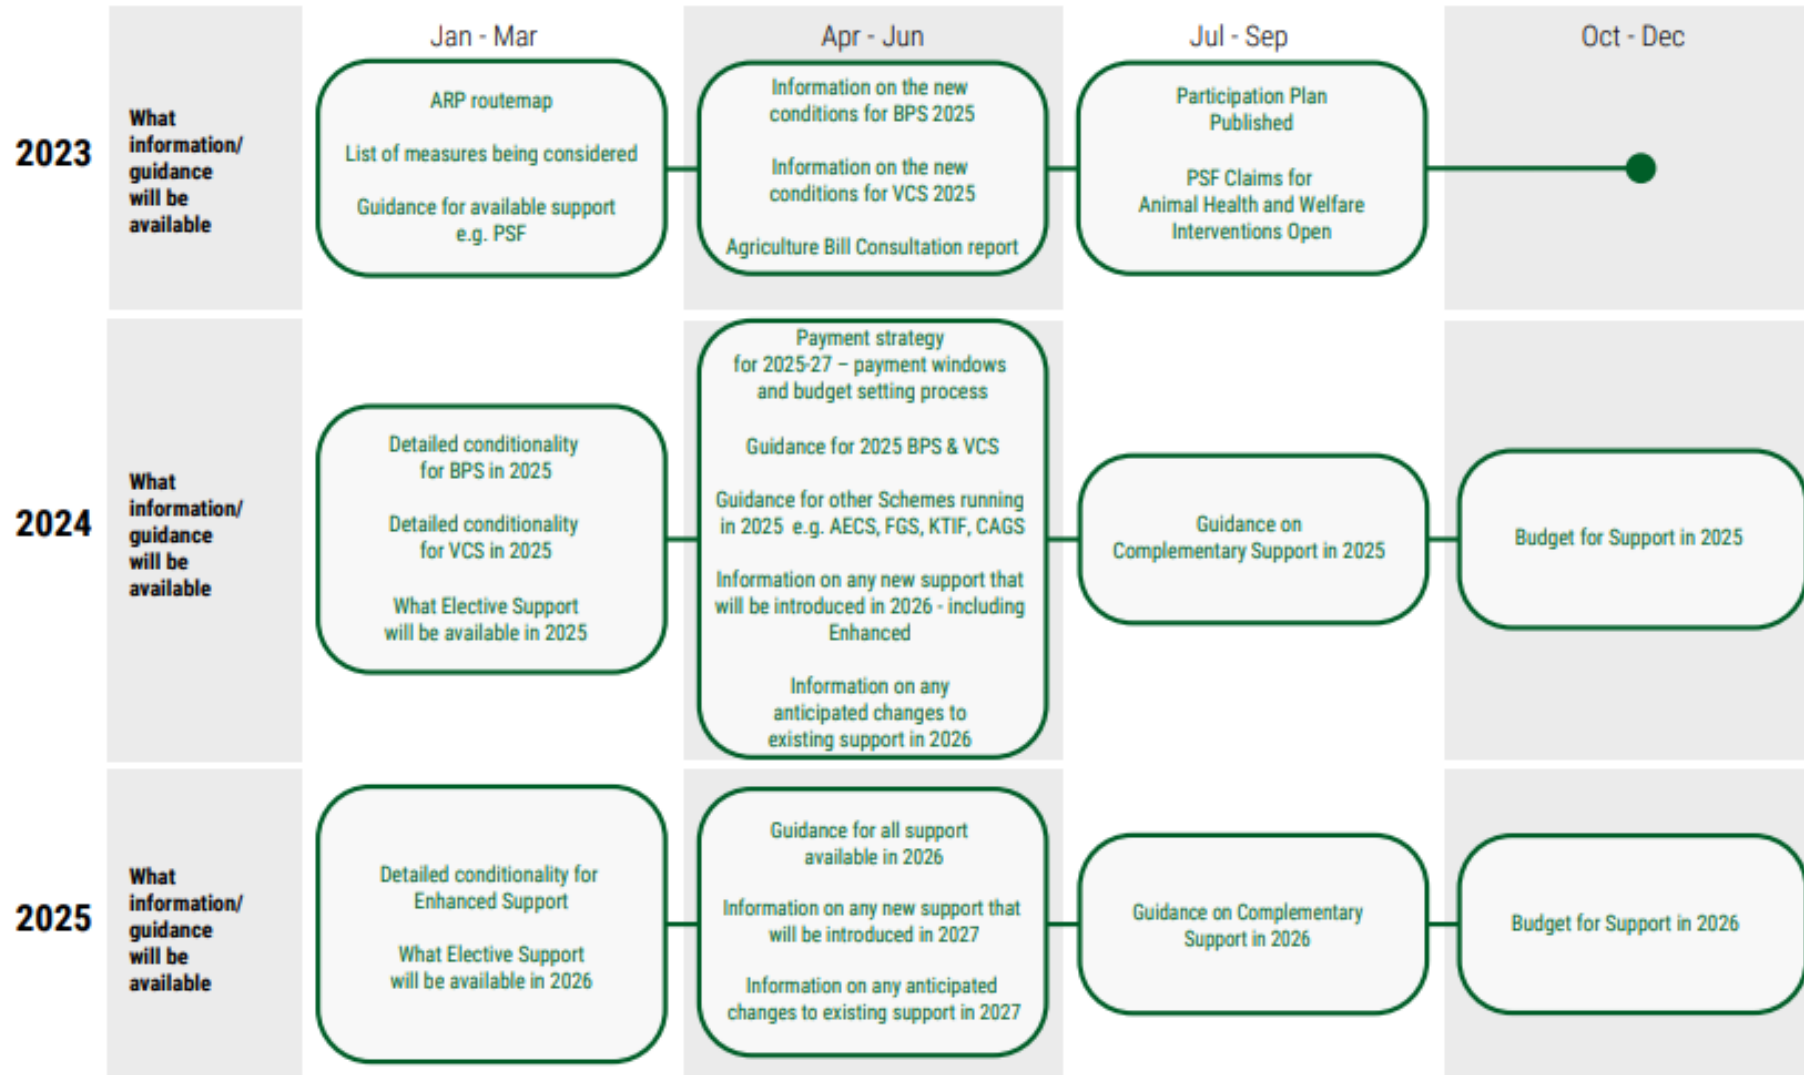 Jan - Mar
Apr - Jun
Jul - Sep
Oct - Dec
2023
What
information/
guidance
will be
available
ARP routemap
List of measures being considered
Guidance for available support
e.g. PSF
Information on the new
conditions for BPS 2025
Information on the new
conditions for VCS 2025
Agriculture Bill Consultation report
Participation Plan
Published
PSF Claims for
Animal Health and Welfare
Interventions Open
2024
What
information/
guidance
will be
available
Detailed conditionality
for BPS in 2025
Detailed conditionality
for VCS in 2025
What Elective Support
will be available in 2025
Payment strategy
for 2025-27 – payment windows
and budget setting process
Guidance for 2025 BPS & VCS
Guidance for other Schemes running
in 2025 e.g. AECS, FGS, KTIF, CAGS
Information on any new support that
will be introduced in 2026 - including
Enhanced
Information on any
anticipated changes to
existing support in 2026
Guidance on
Complementary Support in 2025
Budget for Support in 2025
2025
What
information/
guidance
will be
available
Detailed conditionality for
Enhanced Support
What Elective Support
will be available in 2026
Guidance for all support
available in 2026
Information on any new support that
will be introduced in 2027
Information on any anticipated
changes to existing support in 2027
Guidance on Complementary
Support in 2026
Budget for Support in 2026